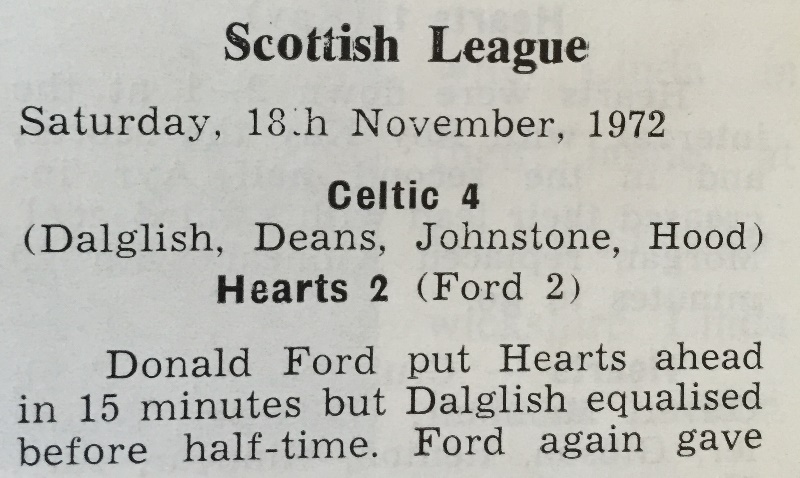 Scottish League
Saturday, 18.h November, 1972
Celtic 4
(Dalglish, Deans, Johnstone, Hood)
Hearts 2 (Ford 2)
Donald Ford put Hearts ahead
in 15 minutes but Dalglish equalised
before half-time. Ford again gave